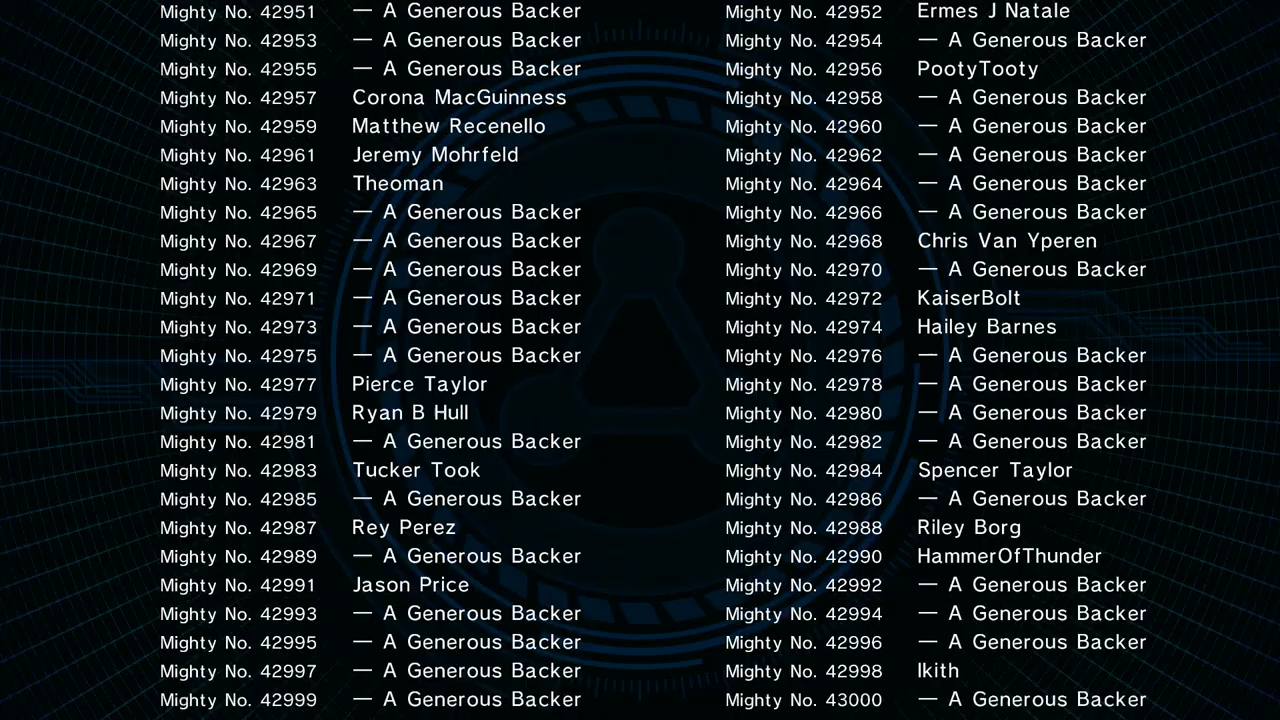 Mighty No. 42951 — A Generous Backer Mighty No. 42952 Ermes J Natale
Mighty No. 42953 — A Generous Backer Mighty No. 42954 — A Generous Backer
Mighty No. 42955 — A Generous Backer Mighty No. 42956 PootyTooty
Mighty No. 42957 Corona MacGuinness Mighty No. 42958 — A Generous Backer
Mighty No. 42959 Matthew Recenello Mighty No. 42960 — A Generous Backer
Mighty No. 42961 Jeremy Mohrfeld Mighty No. 42962 — A Generous Backer
Mighty No. 42963 Theoman Mighty No. 42964 — A Generous Backer
Mighty No. 42965 — A Generous Backer Mighty No. 42966 — A Generous Backer
Mighty No. 42967 — A Generous Backer Mighty No. 42968 Chris Van Yperen
Mighty No. 42969 — A Generous Backer Mighty No. 42970 — A Generous Backer
Mighty No. 42971 — A Generous Backer Mighty No. 42972 KaiserBolt
Mighty No. 42973 — A Generous Backer Mighty No. 42974 Hailey Barnes
Mighty No. 42975 — A Generous Backer Mighty No. 42976 — A Generous Backer
Mighty No. 42977 Pierce Taylor Mighty No. 42978 — A Generous Backer
Mighty No. 42979 Ryan B Hull Mighty No. 42980 — A Generous Backer
Mighty No. 42981 — A Generous Backer Mighty No. 42982 — A Generous Backer
Mighty No. 42983 Tucker Took Mighty No. 42984 Spencer Taylor
Mighty No. 42985 — A Generous Backer Mighty No. 42986 — A Generous Backer
Mighty No. 42987 Rey Perez Mighty No. 42988 Riley Borg
Mighty No. 42989 — A Generous Backer Mighty No. 42990 HammerOfThunder
Mighty No. 42991 Jason Price Mighty No. 42992 — A Generous Backer
Mighty No. 42993 — A Generous Backer Mighty No. 42994 — A Generous Backer
Mighty No. 42995 — A Generous Backer Mighty No. 42996 — A Generous Backer
Mighty No. 42997 — A Generous Backer Mighty No. 42998 Ikith
Mighty No. 42999 — A Generous Backer Mighty No. 43000 — A Generous Backer